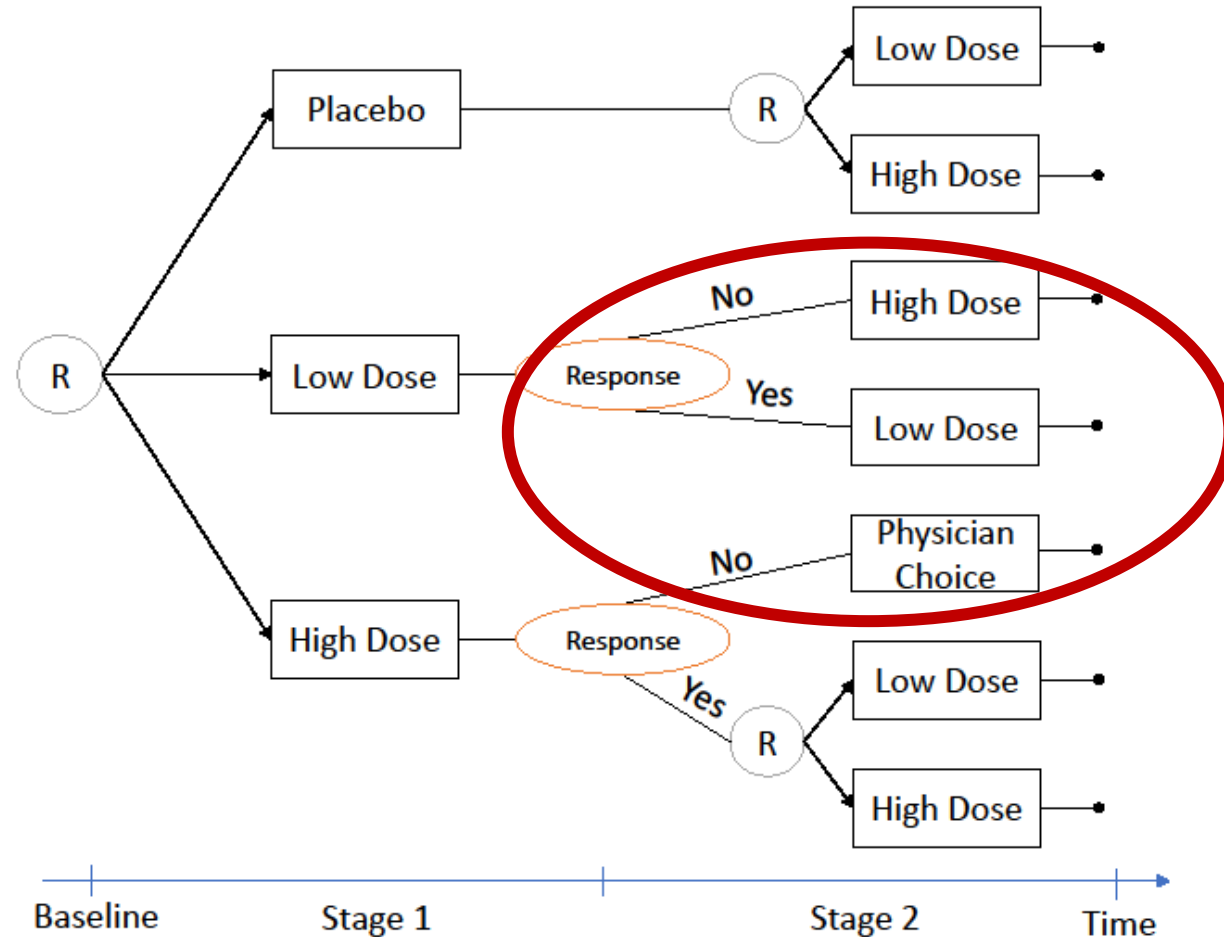 Low Dose
Placebo
R
High Dose
No
High Dose
R
Low Dose
Response
Yes
Low Dose
Physician
Choice
No
High Dose
Response
Yes
Low Dose
R
High Dose
Baseline
Stage 1
Stage 2
Time